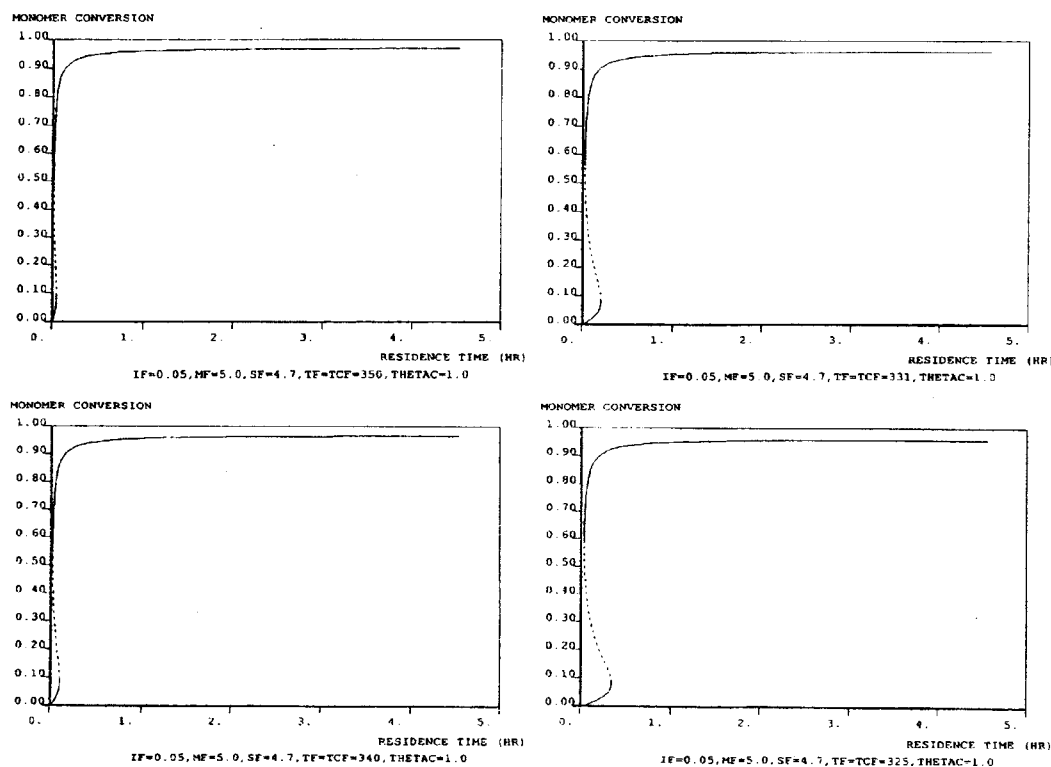 MONOMER CONVERSION
1.00
0.90
0.80
0.70
0.60
0.50
0.40
0.30
0.20
0.10
0.00
0. 1. 2. 3. 4. 5.
RESIDENCE TIME (HR)
IF=0.05,MF=5.0,SF=4.7,TF=TCF=350,THETAC=1.0
MONOMER CONVERSION
1.00
0.90
0.80
0.70
0.60
0.50
0.40
0.30
0.20
0.10
0.00
0. 1. 2. 3. 4. 5.
RESIDENCE TIME (HR)
IF=0.05,MF=5.0,SF=4.7,TF=TCF=331,THETAC=1.0
MONOMER CONVERSION
1.00
0.90
0.80
0.70
0.60
0.50
0.40
0.30
0.20
0.10
0.00
0. 1. 2. 3. 4. 5.
RESIDENCE TIME (HR)
IF=0.05,MF=5.0,SF=4.7,TF=TCF=340,THETAC=1.0
MONOMER CONVERSION
1.00
0.90
0.80
0.70
0.60
0.50
0.40
0.30
0.20
0.10
0.00
0. 1. 2. 3. 4. 5.
RESIDENCE TIME (HR)
IF=0.05,MF=5.0,SF=4.7,TF=TCF=325,THETAC=1.0